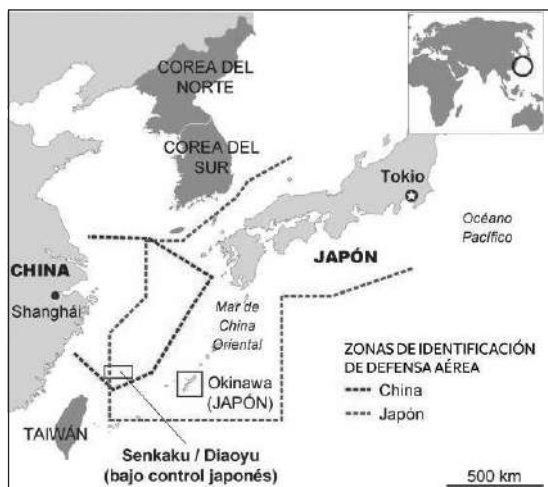 COREA DEL
NORTE
COREA DEL
SUR
Tokio
Océano
Pacífico
CHINA
JAPÓN
Shanghái
Mar de
China
Oriental
ZONAS DE IDENTIFICACIÓN
DE DEFENSA AÉREA
China
Japón
Okinawa
(JAPÓN)
TAIWÁN
Senkaku / Diaoyu
(bajo control japonés)
500 km